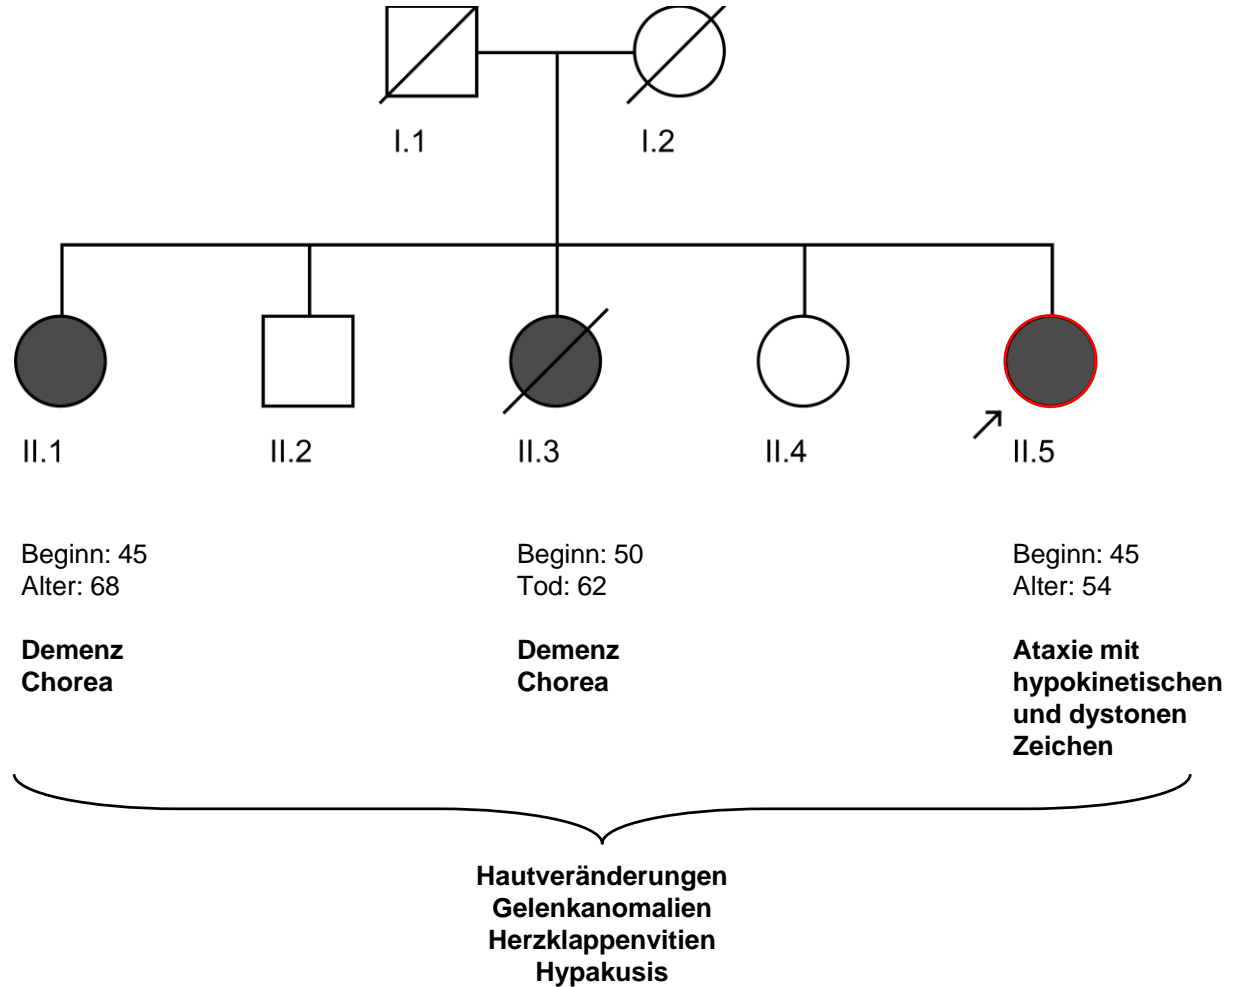 I.1
I.2
II.1
II.2
II.3
II.4
II.5
Beginn: 45
Alter: 68
Demenz
Chorea
Beginn: 50
Tod: 62
Demenz
Chorea
Beginn: 45
Alter: 54
Ataxie mit
hypokinetischen
und dystonen
Zeichen
Hautveränderungen
Gelenkanomalien
Herzklappenvitien
Hypakusis